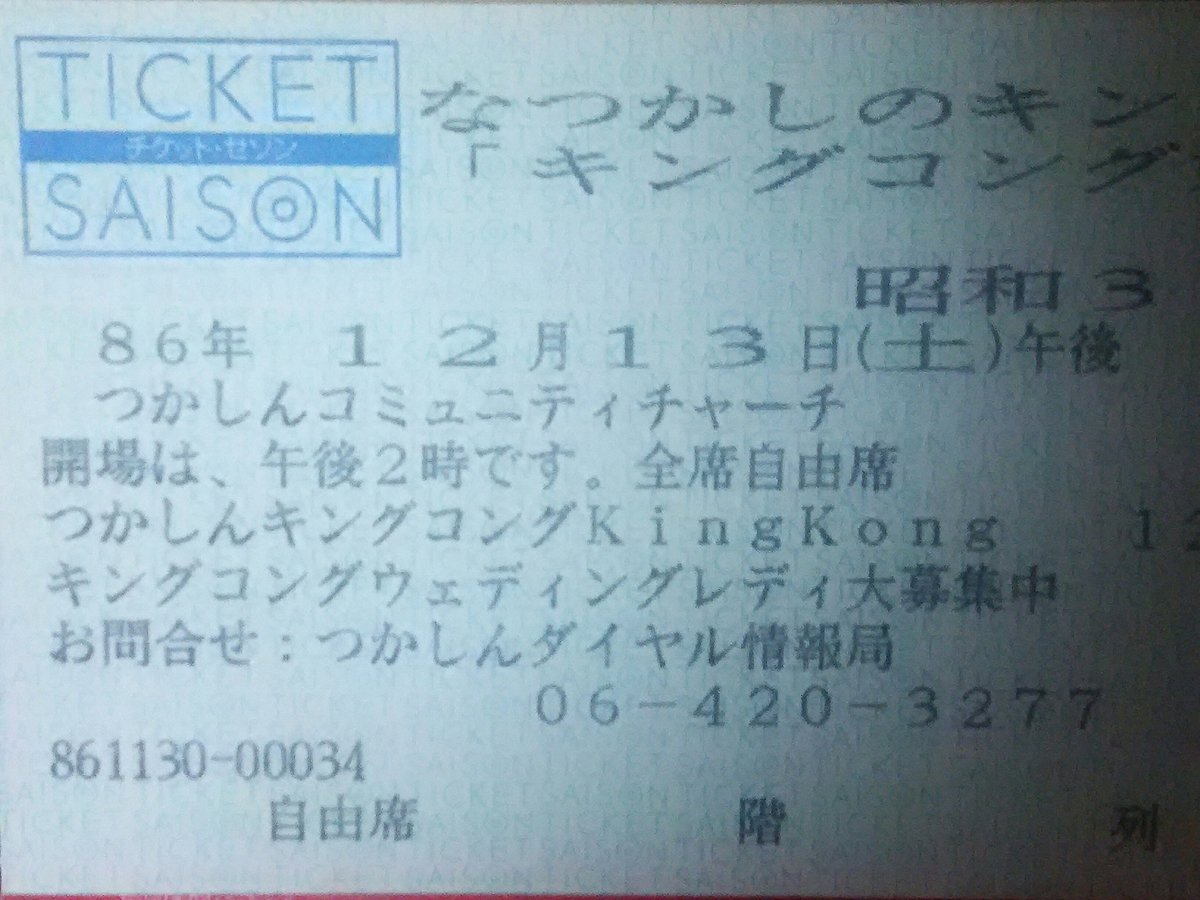 TICKET
チケット・セゾン
SAISON
なつかしのキン
「キングコング
昭和3
86年 12月13日(土)午後
つかしんコミュニティチャーチ
開場は、午後2時です。全席自由席
つかしんキングコングKingKong 12
キングコングウェディングレディ大募集中
お問合せ：つかしんダイヤル情報局
06-420-3277
861130-00034
自由席 階 列